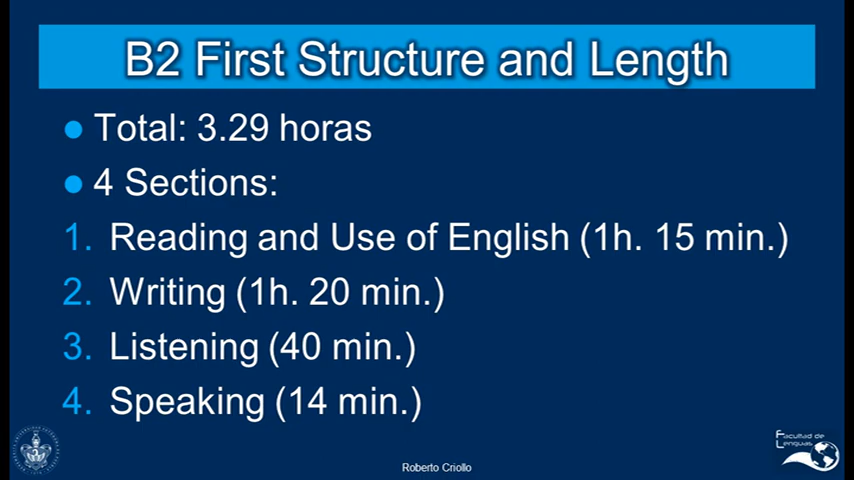 B2 First Structure and Length
Total: 3.29 horas
4 Sections:
1. Reading and Use of English (1h. 15 min.)
2. Writing (1h. 20 min.)
3. Listening (40 min.)
4. Speaking (14 min.)
Facultad de
Lenguas
Roberto Criollo